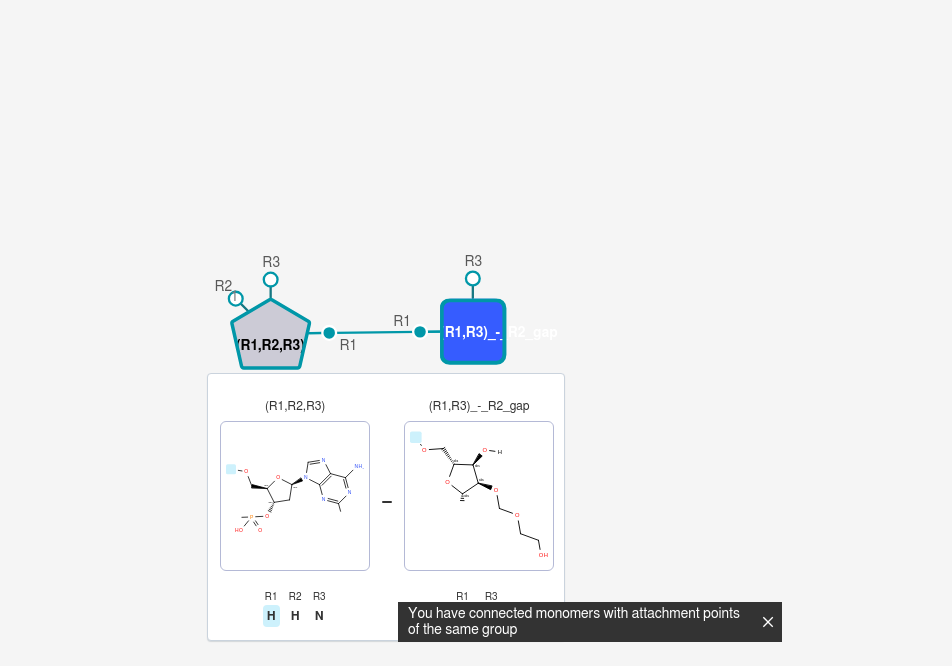 R3
R3
R2
R1
(R1,R2,R3)
R1
R1,R3)_-_R2_gap
(R1,R2,R3)
(R1,R3)_-_R2_gap
O
O
N
N
N
N
NH
O
P
HO
O
O
O
H
O
O
O
OH
R1 R2 R3
H H N
R1 R3
You have connected monomers with attachment points
of the same group